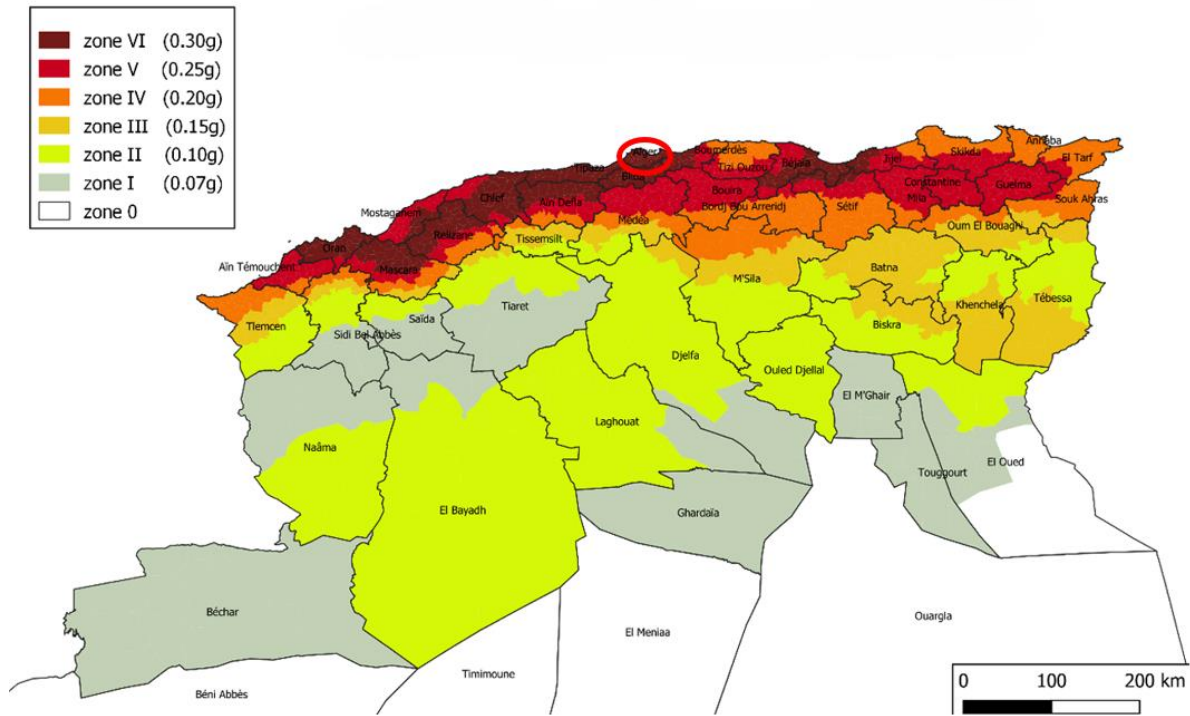 zone VI (0.30g)
zone V (0.25g)
zone IV (0.20g)
zone III (0.15g)
zone II (0.10g)
zone I (0.07g)
zone 0
Alger
Boumerdès
Tipaza
Blida
Tizi Ouzou
Béjaia
Jijel
Skikda
Annaba
El Tarf
Chlef
Aïn Defla
Bouira
Constantine
Guelma
Mila
Mostaganem
Médéa
Bordj Bou Arreridj
Sétif
Souk Ahras
Relizane
Tissemsilt
Oum El Bouaghi
Oran
Aïn Témouchent
Mascara
M'Sila
Batna
Tiaret
Khenchela
Tébessa
Tlemcen
Saïda
Sidi Bel Abbès
Biskra
Djelfa
Ouled Djellal
El M'Ghair
Laghouat
Naâma
El Oued
Touggourt
El Bayadh
Ghardaïa
Béchar
El Meniaa
Ouargla
Timimoune
Béni Abbès
0 100 200 km